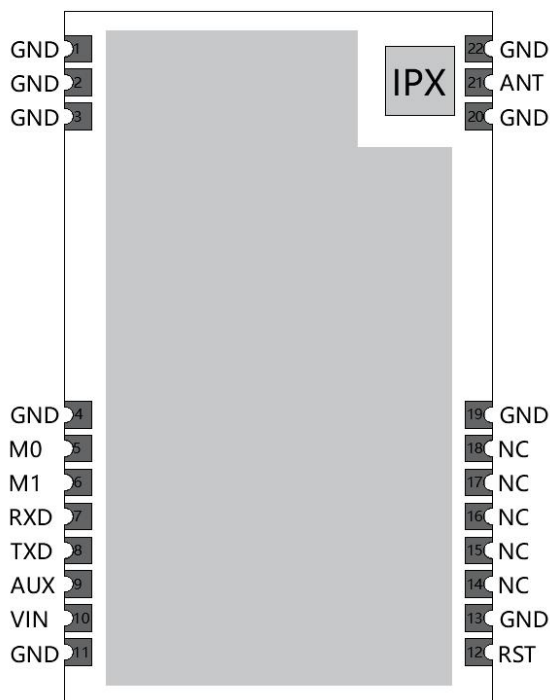 GND 1 22 GND
GND 2 IPX 21 ANT
GND 3 20 GND
GND 4 19 GND
M0 5 18 NC
M1 6 17 NC
RXD 7 16 NC
TXD 8 15 NC
AUX 9 14 NC
VIN 10 13 GND
GND 11 12 RST